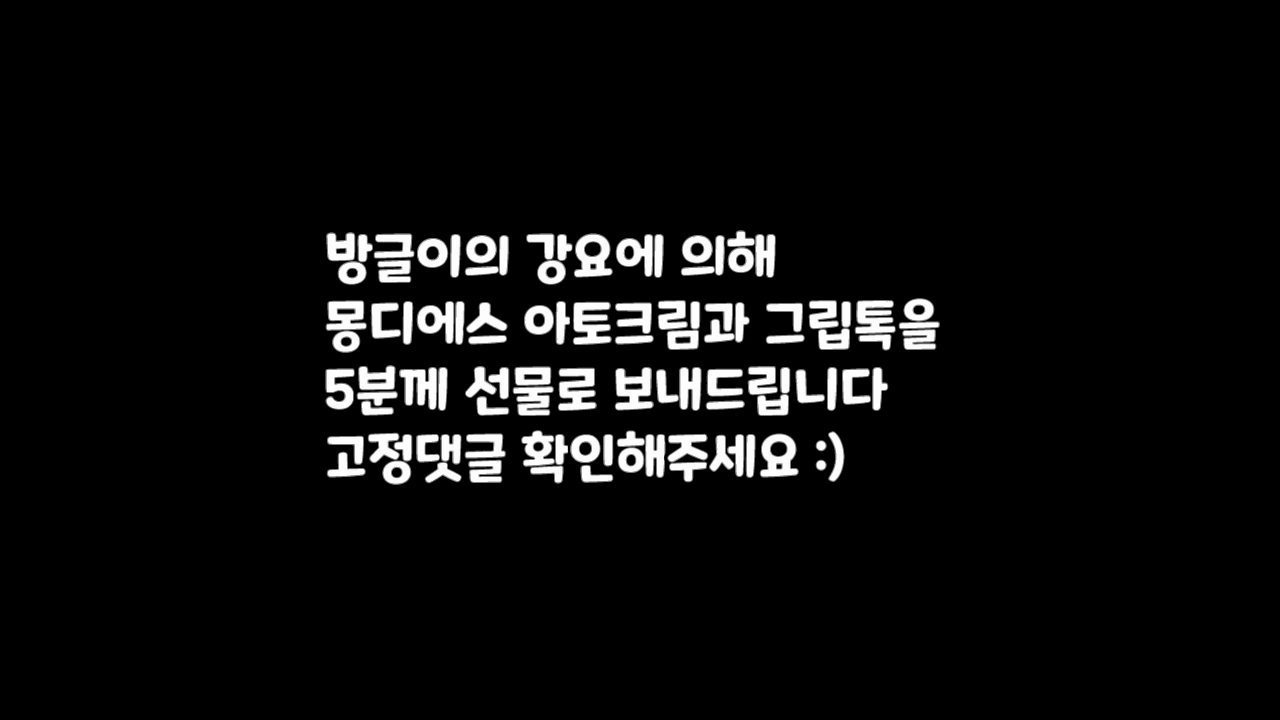 방글이의 강요에 의해
몽디에스 아토크림과 그립톡을
5분께 선물로 보내드립니다
고정댓글 확인해주세요 :)